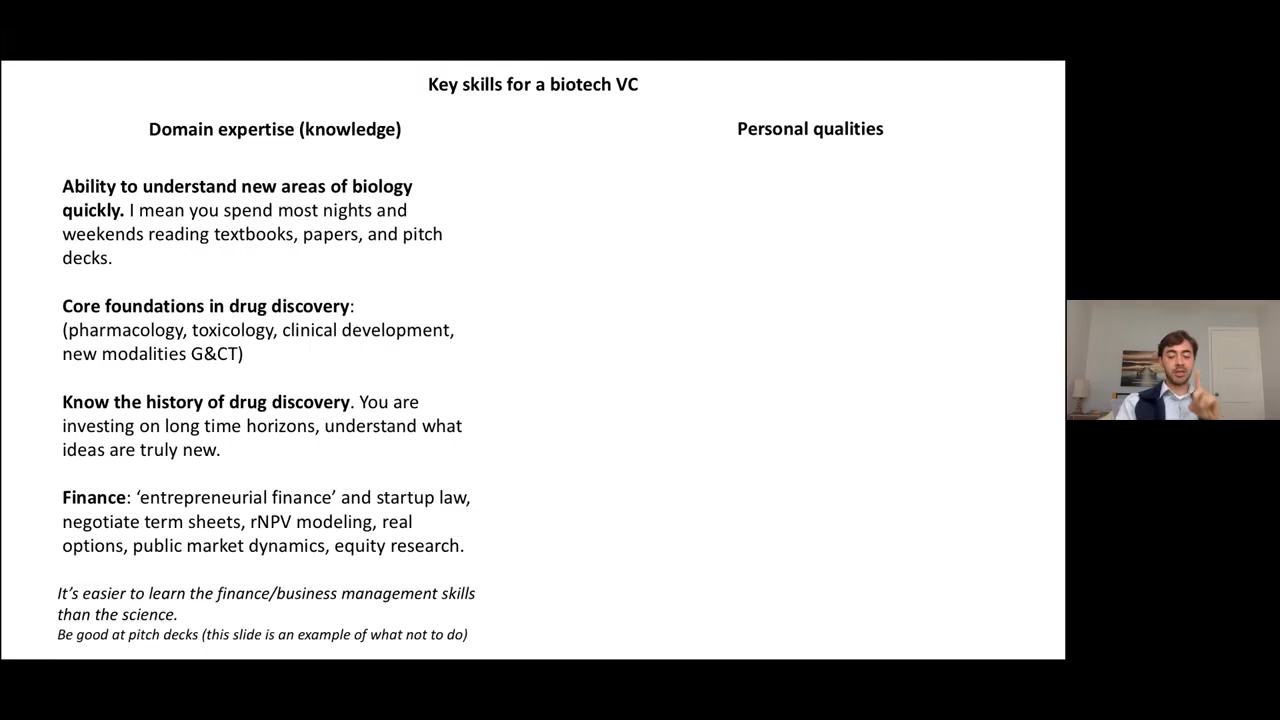 Key skills for a biotech VC
Domain expertise (knowledge)
Personal qualities
Ability to understand new areas of biology
quickly. I mean you spend most nights and
weekends reading textbooks, papers, and pitch
decks.
Core foundations in drug discovery:
(pharmacology, toxicology, clinical development,
new modalities G&CT)
Know the history of drug discovery. You are
investing on long time horizons, understand what
ideas are truly new.
Finance: ‘entrepreneurial finance’ and startup law,
negotiate term sheets, rNPV modeling, real
options, public market dynamics, equity research.
It’s easier to learn the finance/business management skills
than the science.
Be good at pitch decks (this slide is an example of what not to do)